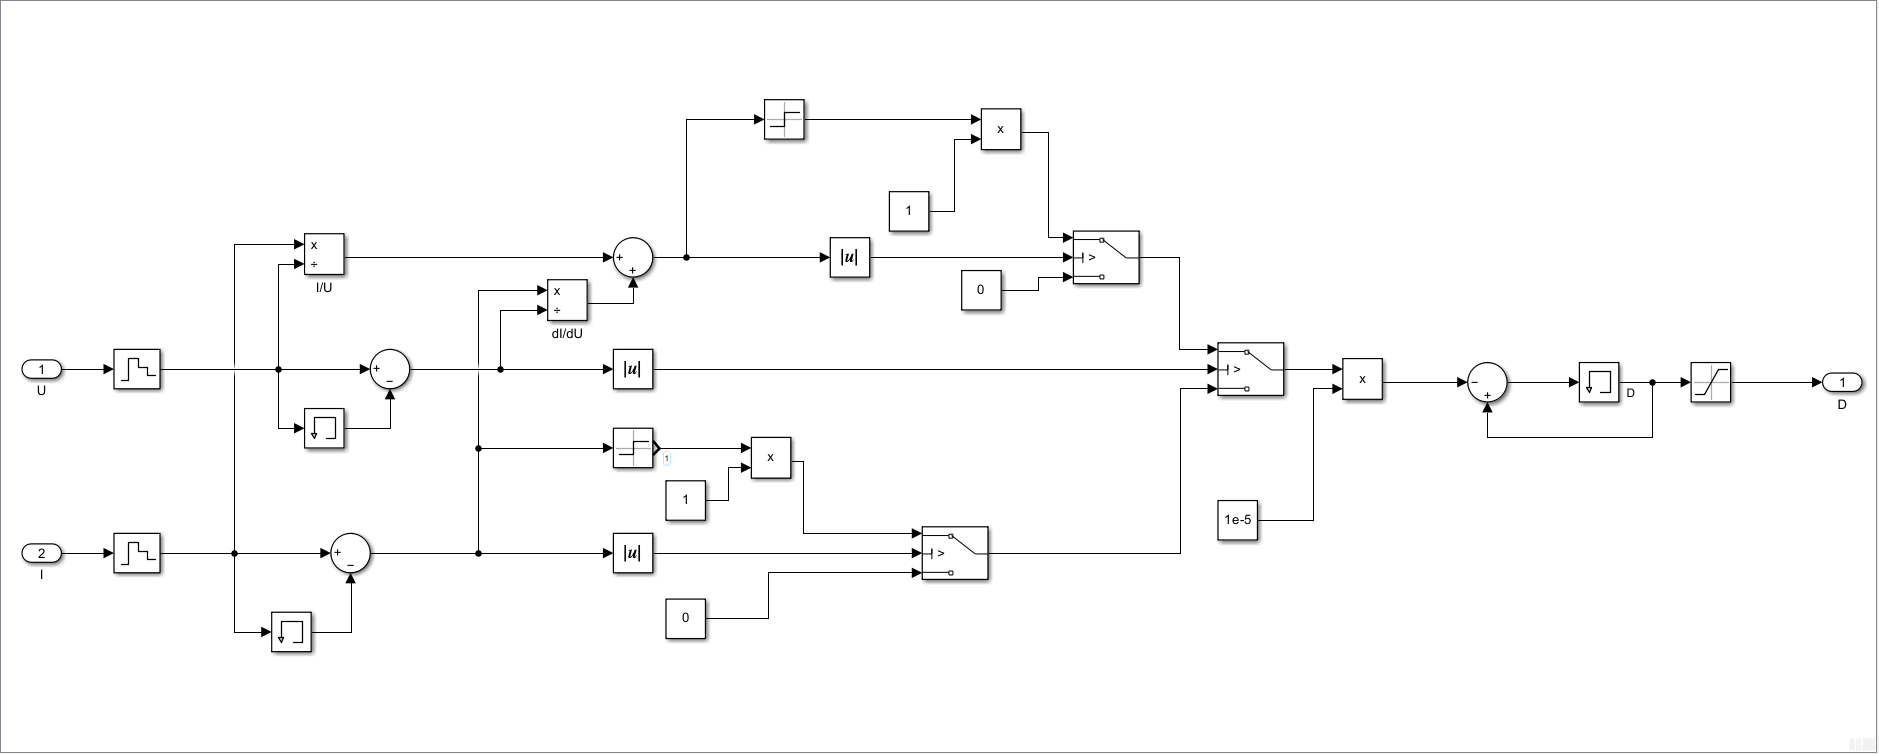 x
1
x
÷
I/U
+
+
|u|
>
0
x
÷
dI/dU
1
U
+
−
|u|
>
x
−
+
D
1
D
1
x
1
1e-5
2
I
+
−
|u|
>
0